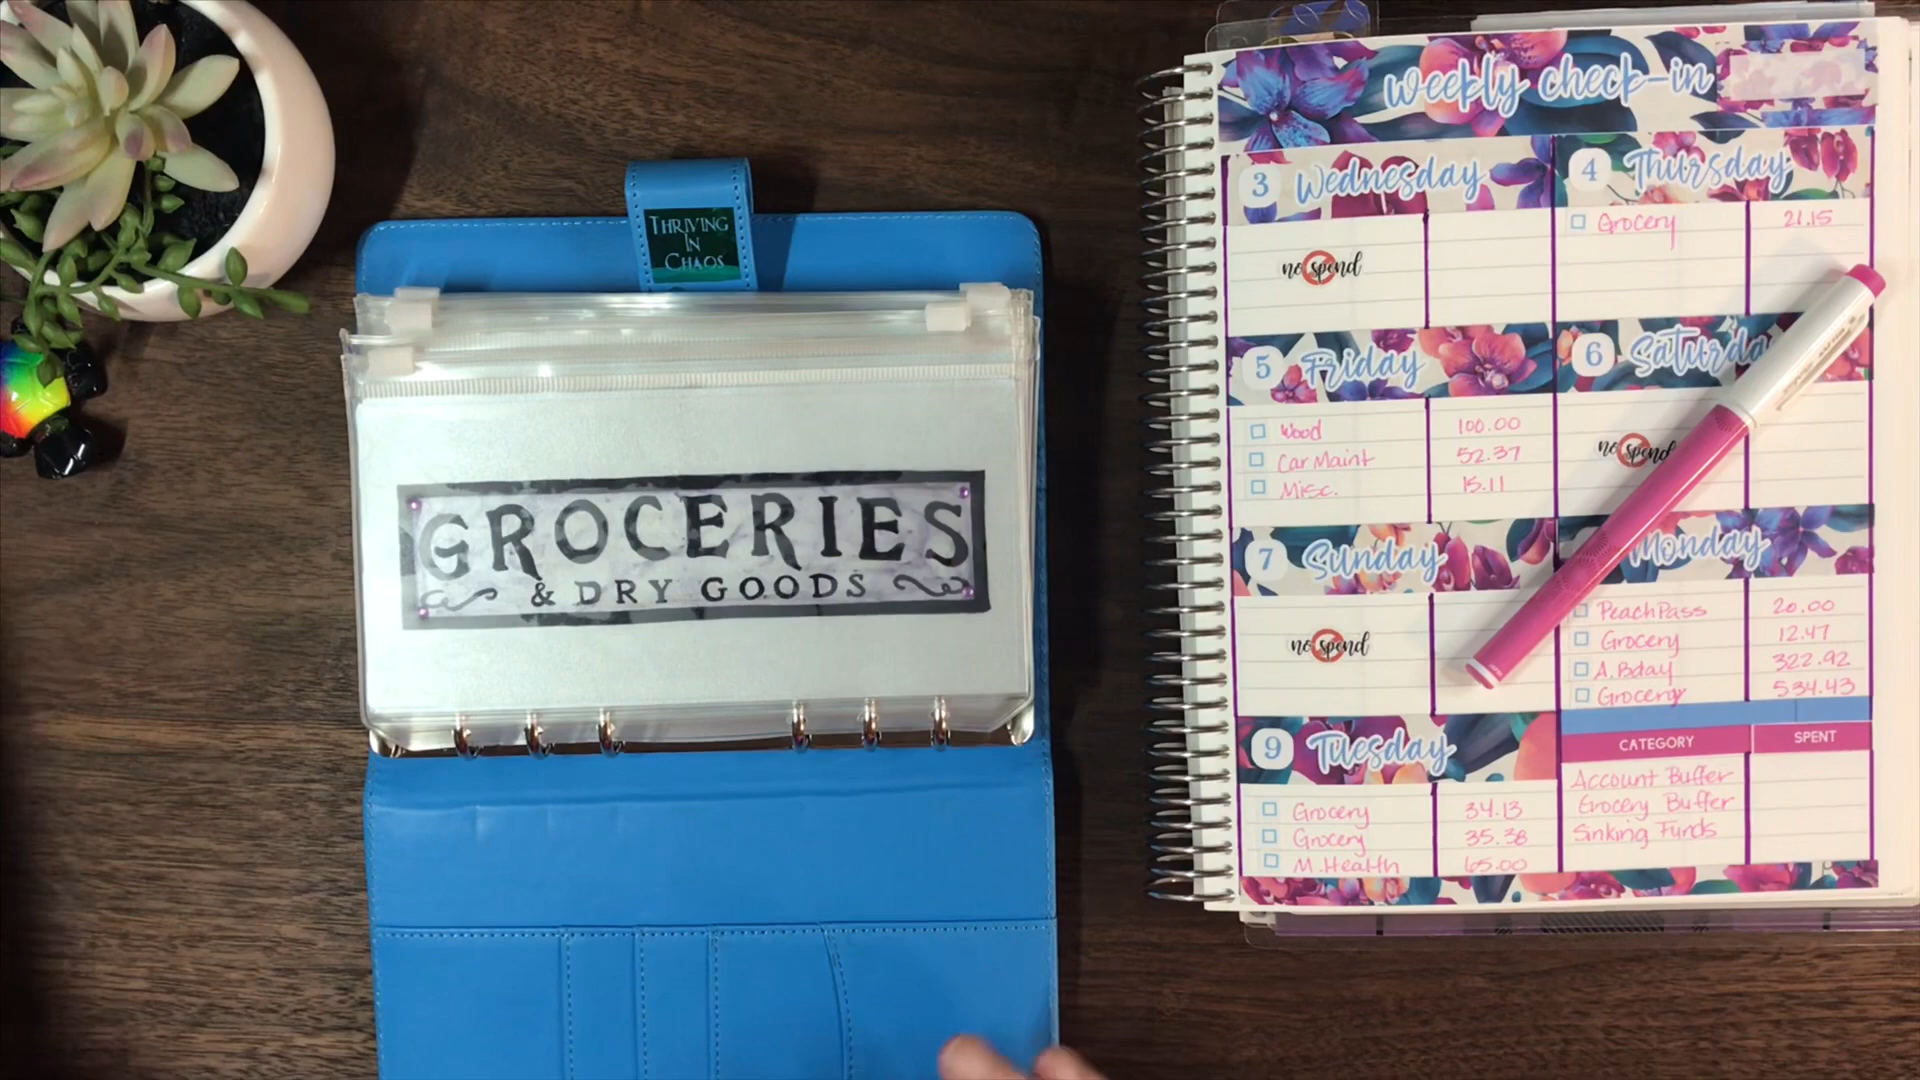 THRIVING
IN
CHAOS
GROCERIES
& DRY GOODS
weekly check-in
3 Wednesday
no spend
4 Thursday
Grocery 21.15
5 Friday
Wood 100.00
Car Maint 52.37
Misc. 15.11
6 Saturda
no spend
7 Sunday
no spend
Monday
PeachPass 20.00
Grocery 12.47
A.Bday 322.92
Grocery 534.43
9 Tuesday
Grocery 34.13
Grocery 35.38
M.Health 65.00
CATEGORY SPENT
Account Buffer
Grocery Buffer
Sinking Funds